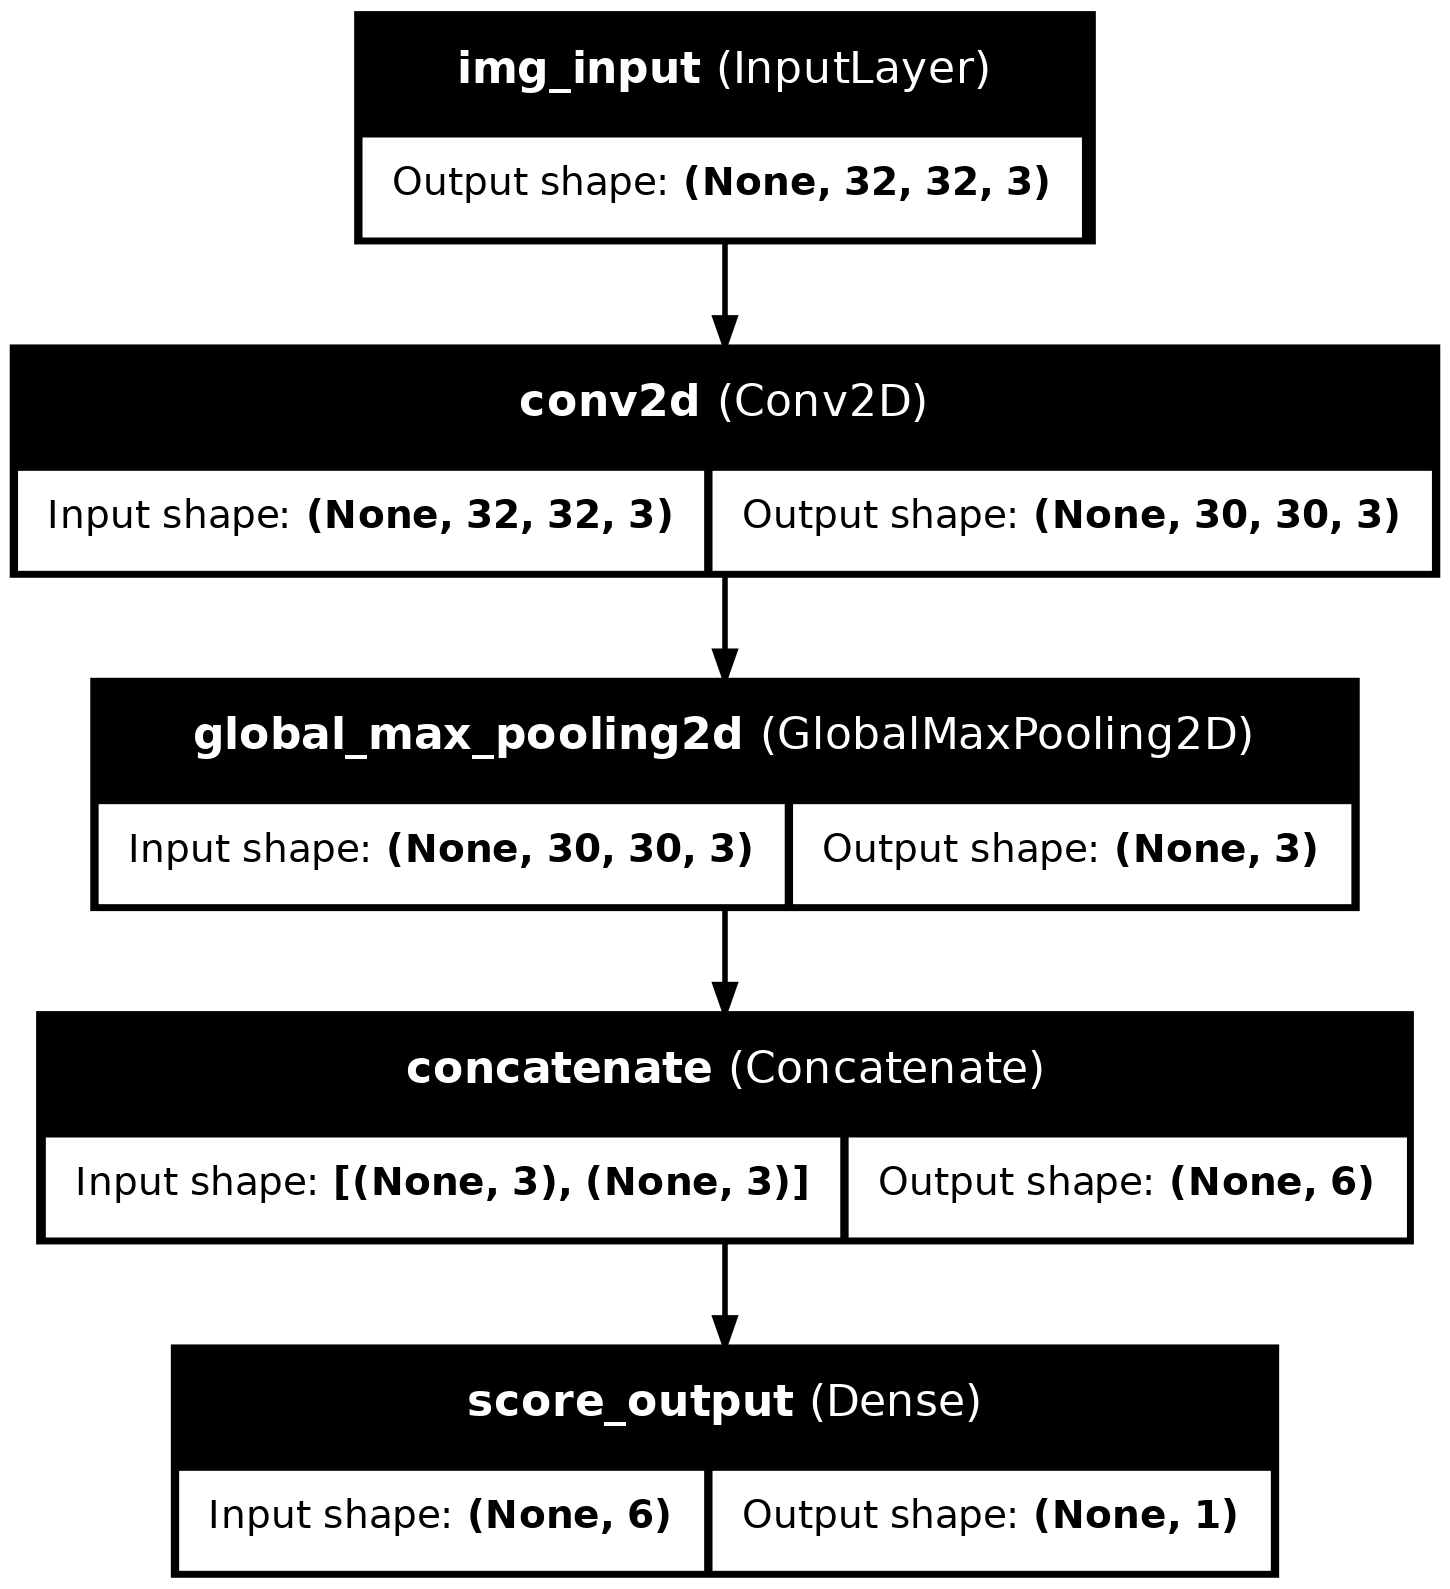 img_input (InputLayer)
Output shape: (None, 32, 32, 3)
conv2d (Conv2D)
Input shape: (None, 32, 32, 3) Output shape: (None, 30, 30, 3)
global_max_pooling2d (GlobalMaxPooling2D)
Input shape: (None, 30, 30, 3) Output shape: (None, 3)
concatenate (Concatenate)
Input shape: [(None, 3), (None, 3)] Output shape: (None, 6)
score_output (Dense)
Input shape: (None, 6) Output shape: (None, 1)